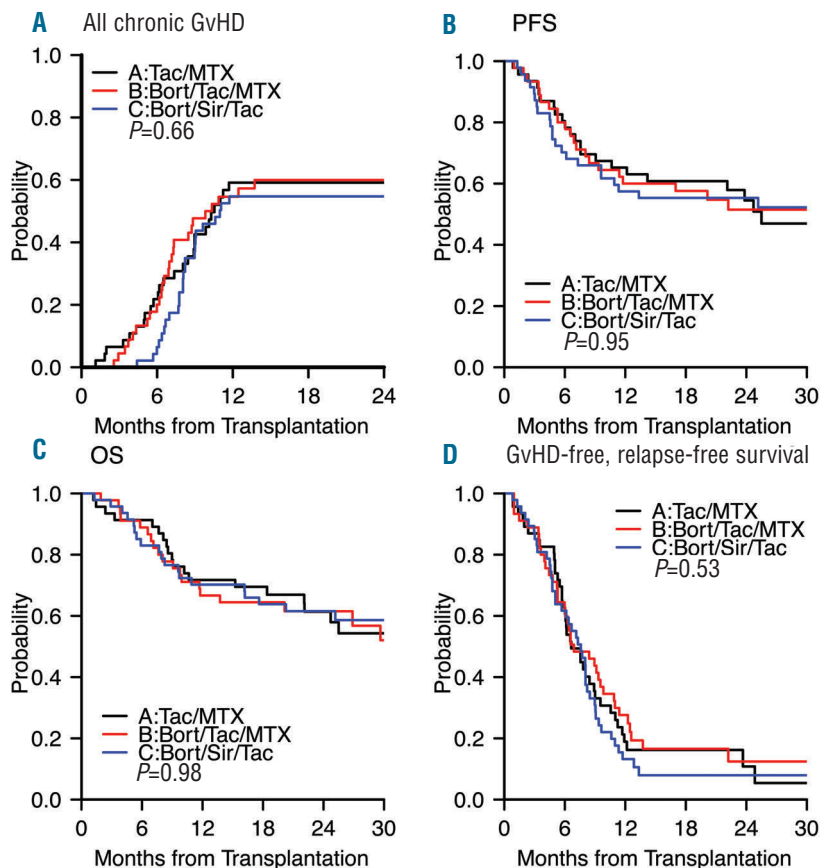 A All chronic GvHD
1.0
0.8
0.6
0.4
0.2
0.0
Probability
A:Tac/MTX
B:Bort/Tac/MTX
C:Bort/Sir/Tac
P=0.66
0 6 12 18 24
Months from Transplantation
B PFS
1.0
0.8
0.6
0.4
0.2
0.0
Probability
A:Tac/MTX
B:Bort/Tac/MTX
C:Bort/Sir/Tac
P=0.95
0 6 12 18 24 30
Months from Transplantation
C OS
1.0
0.8
0.6
0.4
0.2
0.0
Probability
A:Tac/MTX
B:Bort/Tac/MTX
C:Bort/Sir/Tac
P=0.98
0 6 12 18 24 30
Months from Transplantation
D GvHD-free, relapse-free survival
1.0
0.8
0.6
0.4
0.2
0.0
Probability
A:Tac/MTX
B:Bort/Tac/MTX
C:Bort/Sir/Tac
P=0.53
0 6 12 18 24 30
Months from Transplantation